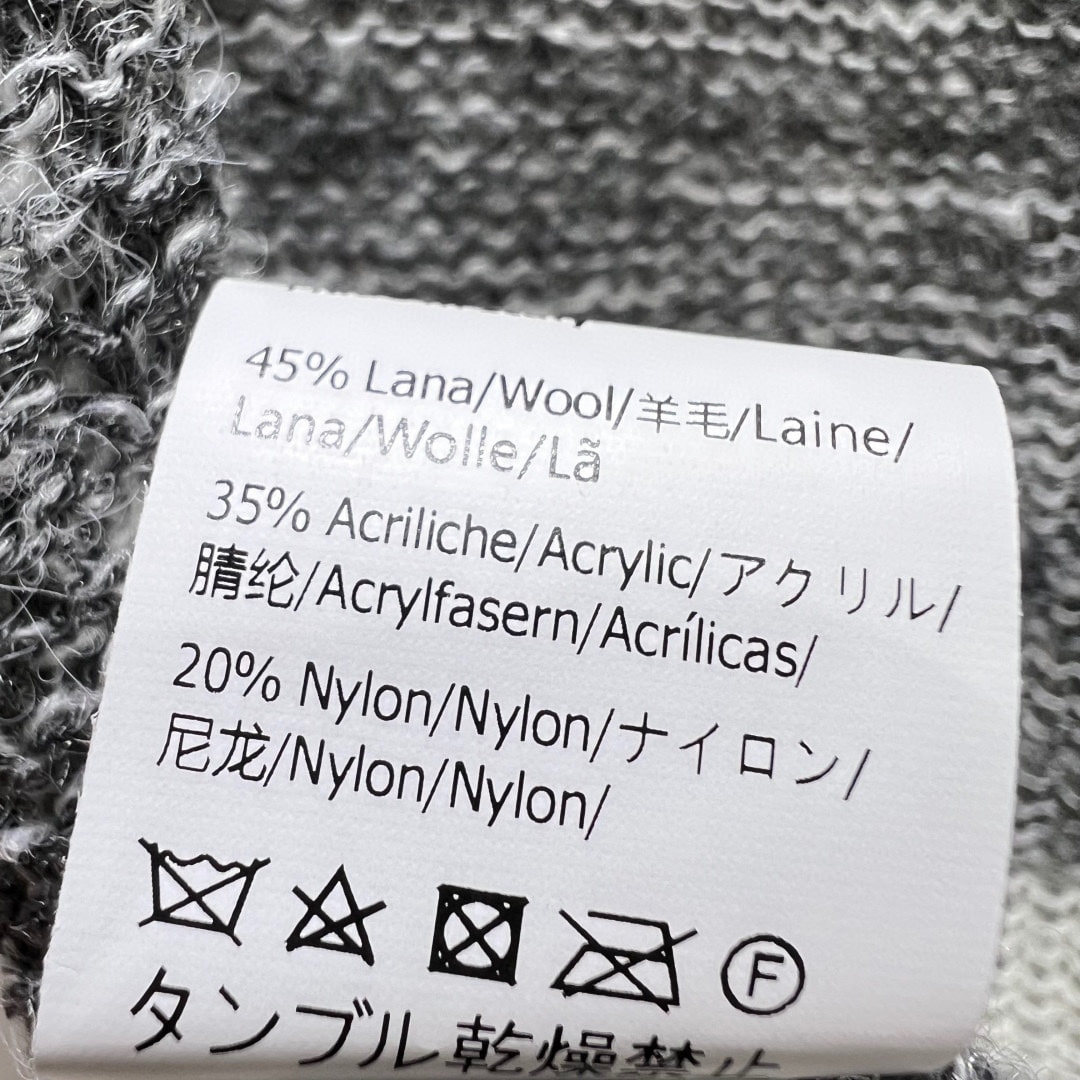 45% Lana/Wool/羊毛/Laine/
Lana/Wolle/Lã
35% Acriliche/Acrylic/アクリル/
腈纶/Acrylfasern/Acrílicas/
20% Nylon/Nylon/ナイロン/
尼龙/Nylon/Nylon/
F
タンブル乾燥禁止